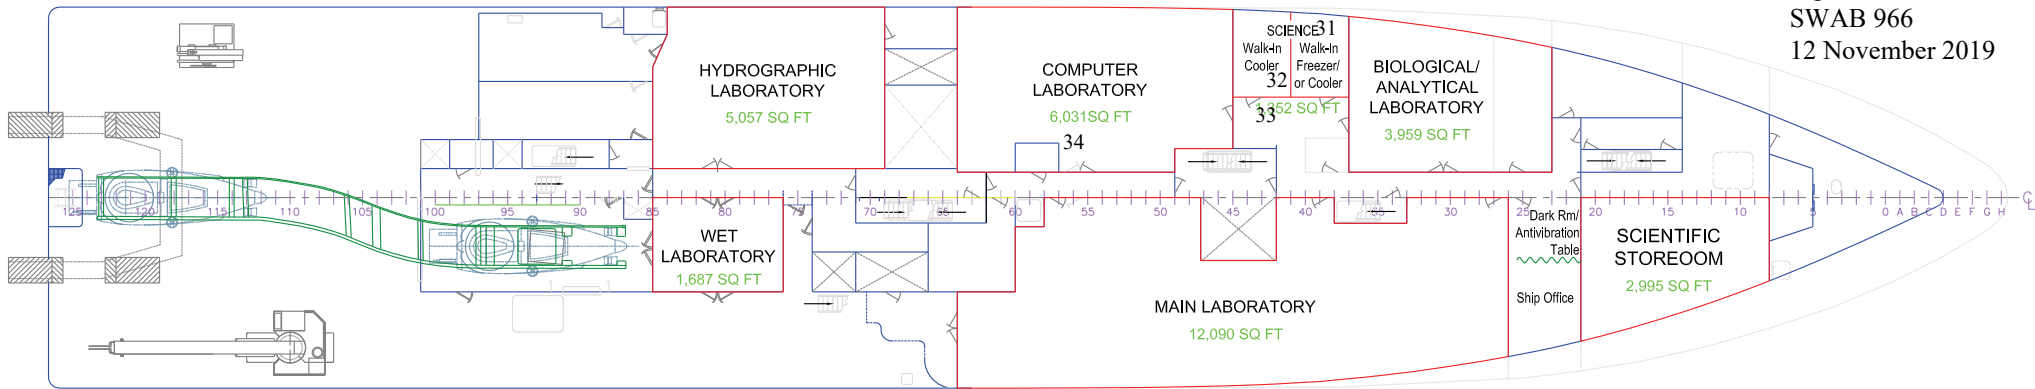 SWAB 966
12 November 2019
HYDROGRAPHIC
LABORATORY
5,057 SQ FT
COMPUTER
LABORATORY
6,031SQ FT
34
SCIENCE
31
Walk-In
Cooler
32
Walk-In
Freezer/
or Cooler
1,352 SQ FT
33
BIOLOGICAL/
ANALYTICAL
LABORATORY
3,959 SQ FT
125 120 115 110 105 100 95 90 85 80 75 70 65 60 55 50 45 40 35 30 25 20 15 10 5 0 A B C D E F G H
WET
LABORATORY
1,687 SQ FT
MAIN LABORATORY
12,090 SQ FT
Dark Rm/
Antivibration
Table
Ship Office
SCIENTIFIC
STOREOOM
2,995 SQ FT